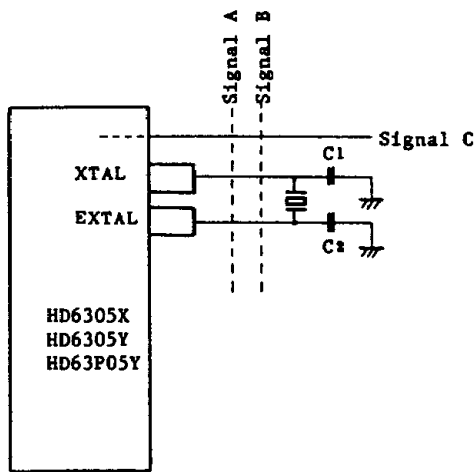 Signal A
Signal B
Signal C
C1
XTAL
EXTAL
C2
HD6305X
HD6305Y
HD63P05Y